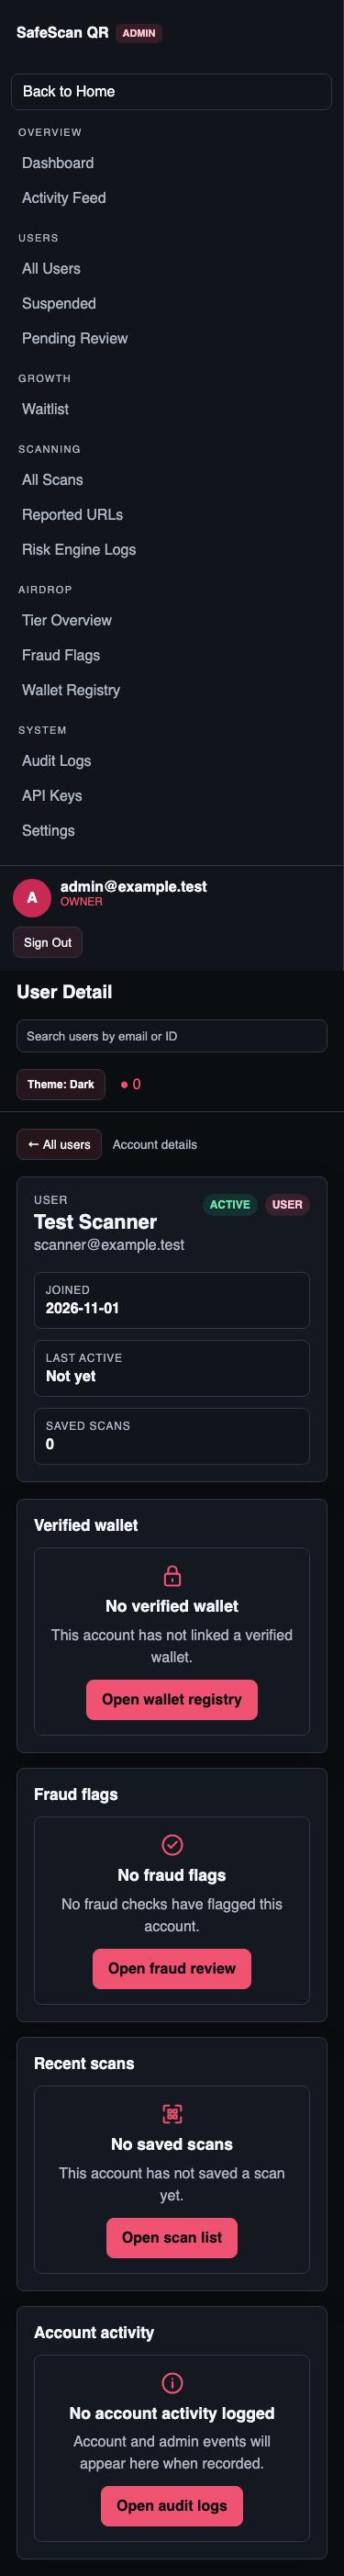 SafeScan QR ADMIN
Back to Home
OVERVIEW
Dashboard
Activity Feed
USERS
All Users
Suspended
Pending Review
GROWTH
Waitlist
SCANNING
All Scans
Reported URLs
Risk Engine Logs
AIRDROP
Tier Overview
Fraud Flags
Wallet Registry
SYSTEM
Audit Logs
API Keys
Settings
A
admin@example.test
OWNER
Sign Out
User Detail
Search users by email or ID
Theme: Dark
0
← All users Account details
USER
ACTIVE USER
Test Scanner
scanner@example.test
JOINED
2026-11-01
LAST ACTIVE
Not yet
SAVED SCANS
0
Verified wallet
No verified wallet
This account has not linked a verified
wallet.
Open wallet registry
Fraud flags
No fraud flags
No fraud checks have flagged this
account.
Open fraud review
Recent scans
No saved scans
This account has not saved a scan
yet.
Open scan list
Account activity
No account activity logged
Account and admin events will
appear here when recorded.
Open audit logs